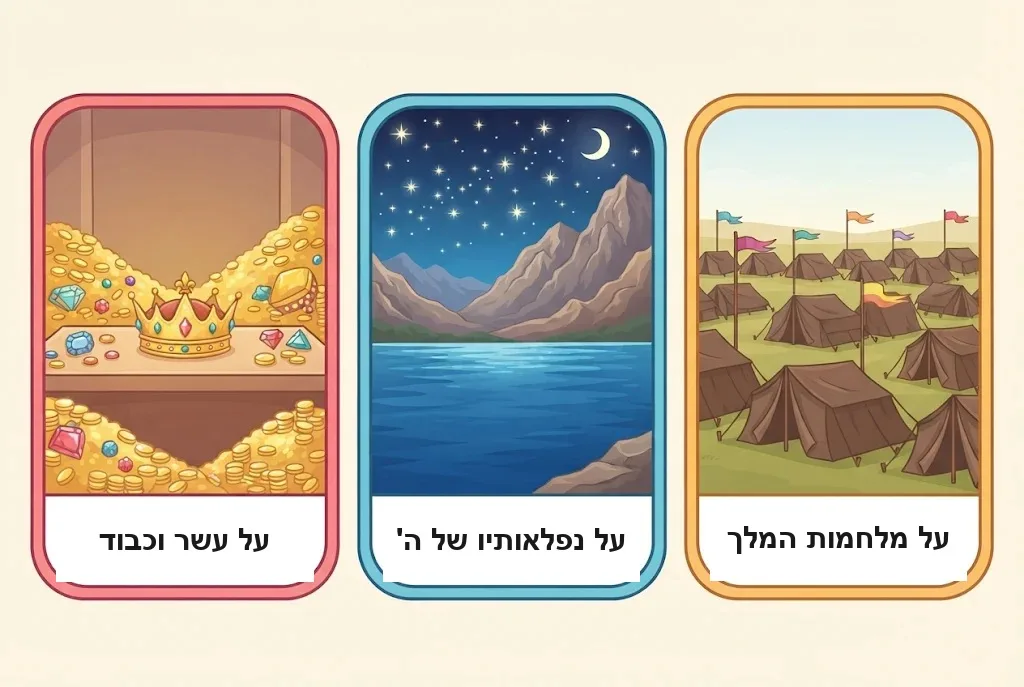 על מלחמות המלך
על נפלאותיו של ה'
על עשר וכבוד